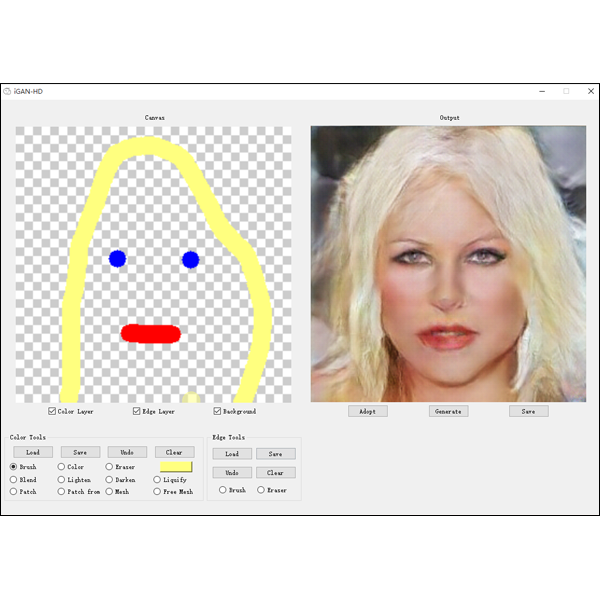 iGAN-HD
Canvas
Output
Color Layer Edge Layer Background
Adopt Generate Save
Color Tools
Load Save Undo Clear
Brush Color Eraser
Blend Lighten Darken Liquify
Patch Patch from Mesh Free Mesh
Edge Tools
Load Save
Undo Clear
Brush Eraser